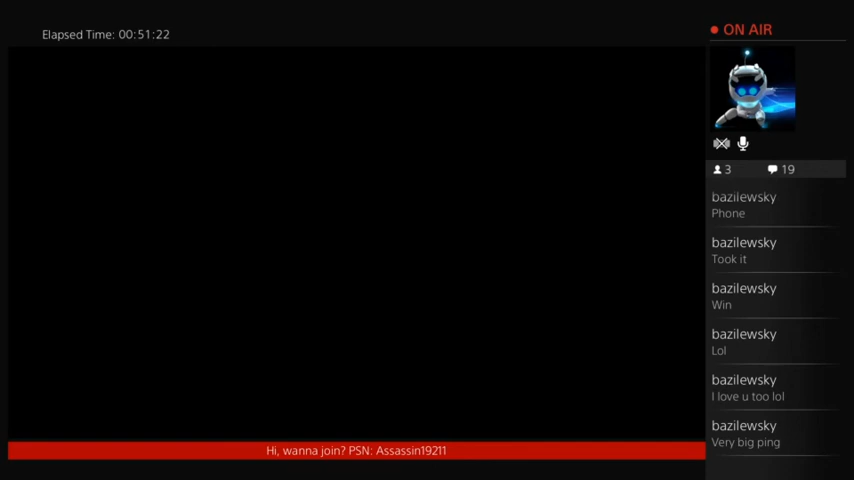 Elapsed Time: 00:51:22
ON AIR
3 19
bazilewsky
Phone
bazilewsky
Took it
bazilewsky
Win
bazilewsky
Lol
bazilewsky
I love u too lol
bazilewsky
Very big ping
Hi, wanna join? PSN: Assassin19211